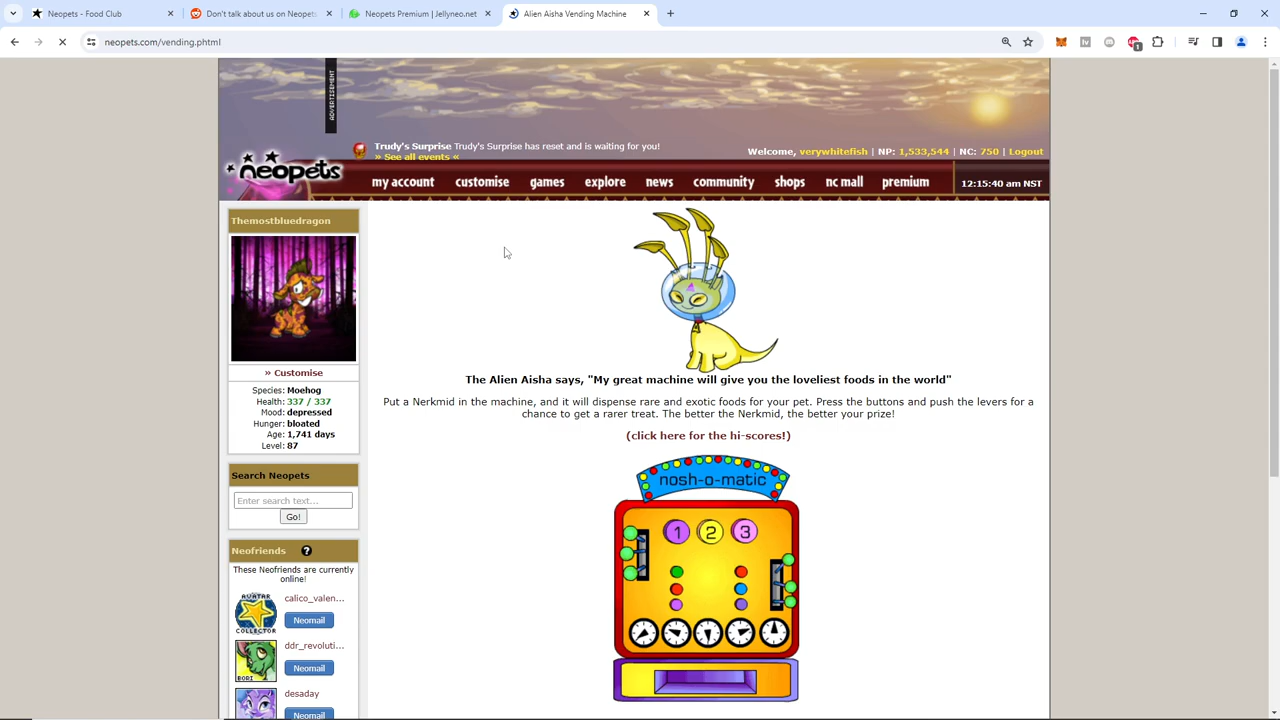 Neopets - Food Club
Don't talk about us on Neopets
Neopets Premium | Jellyneo.net
Alien Aisha Vending Machine
neopets.com/vending.phtml
1
ADVERTISEMENT
Trudy's Surprise Trudy's Surprise has reset and is waiting for you!
» See all events «
Welcome, verywhitefish | NP: 1,533,544 | NC: 750 | Logout
neopets
my account customise games explore news community shops nc mall premium
12:15:40 am NST
Themostbluedragon
» Customise
Species: Moehog
Health: 337 / 337
Mood: depressed
Hunger: bloated
Age: 1,741 days
Level: 87
Search Neopets
Enter search text...
Go!
Neofriends ?
These Neofriends are currently
online!
AVATAR
COLLECTOR
calico_valen...
Neomail
BORI
ddr_revoluti...
Neomail
desaday
Neomail
The Alien Aisha says, "My great machine will give you the loveliest foods in the world"
Put a Nerkmid in the machine, and it will dispense rare and exotic foods for your pet. Press the buttons and push the levers for a
chance to get a rarer treat. The better the Nerkmid, the better your prize!
(click here for the hi-scores!)
nosh-o-matic
1 2 3